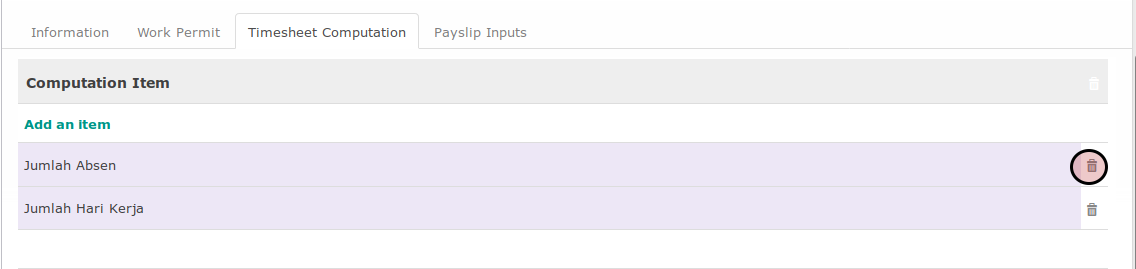 Information Work Permit Timesheet Computation Payslip Inputs
Computation Item
Add an item
Jumlah Absen
Jumlah Hari Kerja